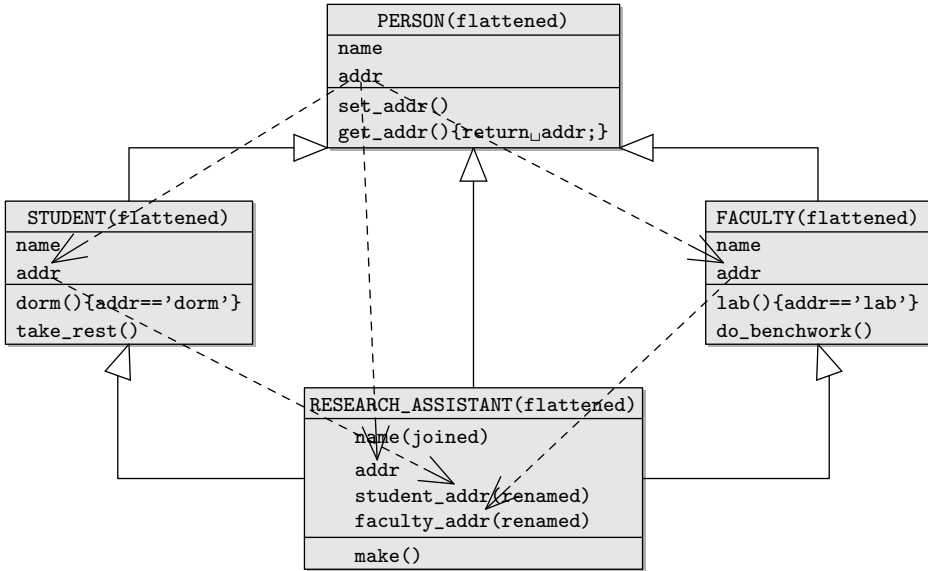 PERSON(flattened)
name
addr
set_addr()
get_addr(){return␣addr;}
STUDENT(flattened)
name
addr
dorm(){addr=='dorm'}
take_rest()
FACULTY(flattened)
name
addr
lab(){addr=='lab'}
do_benchwork()
RESEARCH_ASSISTANT(flattened)
name(joined)
addr
student_addr(renamed)
faculty_addr(renamed)
make()